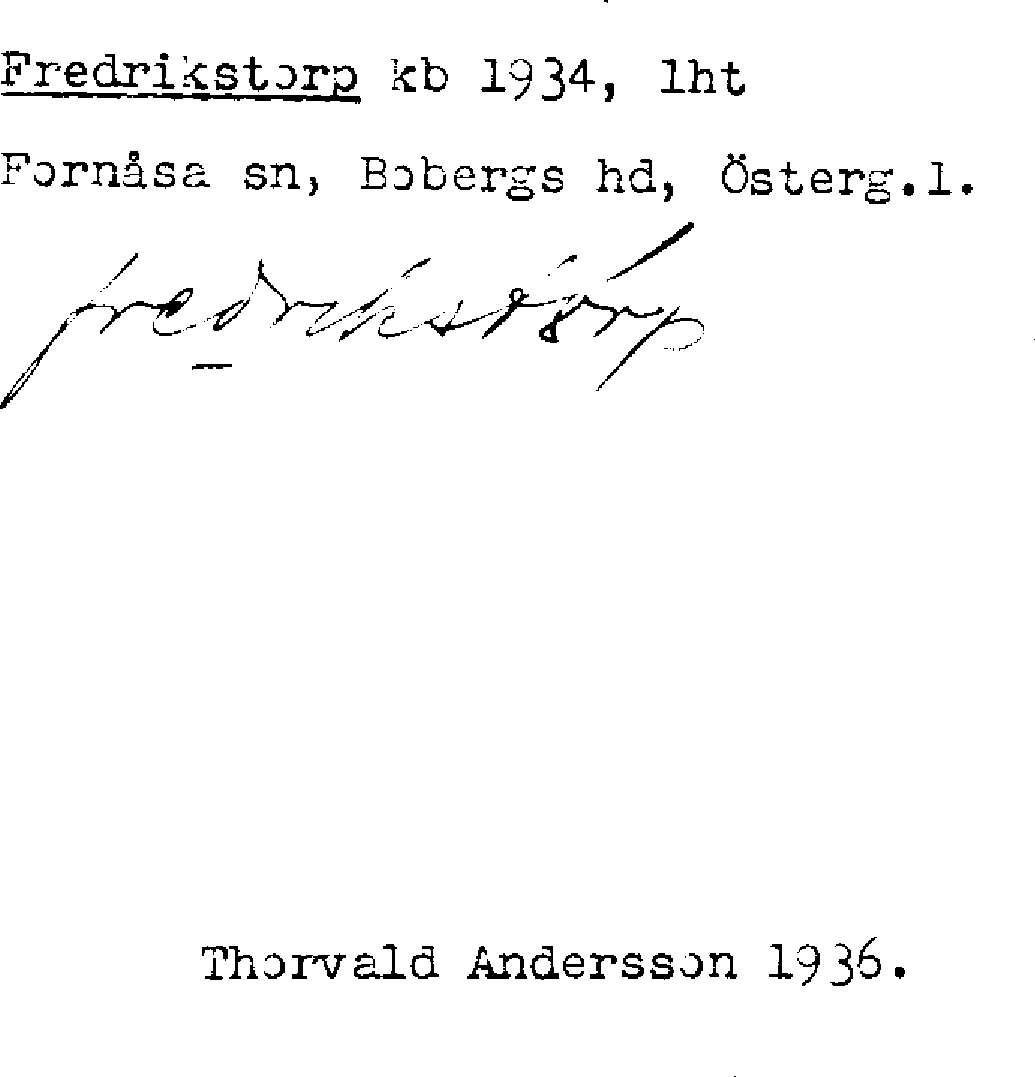 Fredrikstorp kb 1934, lht
Fornåsa sn, Bobergs hd, Österg.l.
fredrikstörp
Thorvald Andersson 1936.